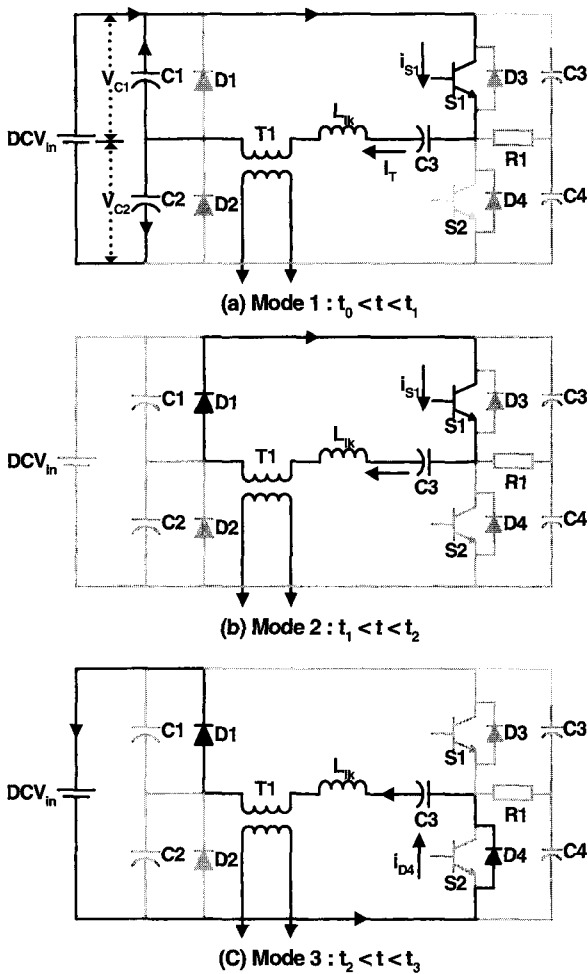 V_C1
C1
D1
i_S1
S1
D3
C3
DCV_in
T1
L_lk
C3
I_T
R1
V_C2
C2
D2
S2
D4
C4
(a) Mode 1 : t_0 < t < t_1
C1
D1
i_S1
S1
D3
C3
DCV_in
T1
L_lk
C3
R1
C2
D2
S2
D4
C4
(b) Mode 2 : t_1 < t < t_2
C1
D1
S1
D3
C3
DCV_in
T1
L_lk
C3
R1
C2
D2
i_D4
S2
D4
C4
(C) Mode 3 : t_2 < t < t_3